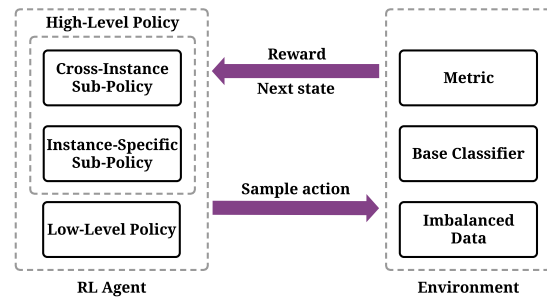 High-Level Policy
Cross-Instance
Sub-Policy
Instance-Specific
Sub-Policy
Low-Level Policy
RL Agent
Reward
Next state
Sample action
Metric
Base Classifier
Imbalanced
Data
Environment